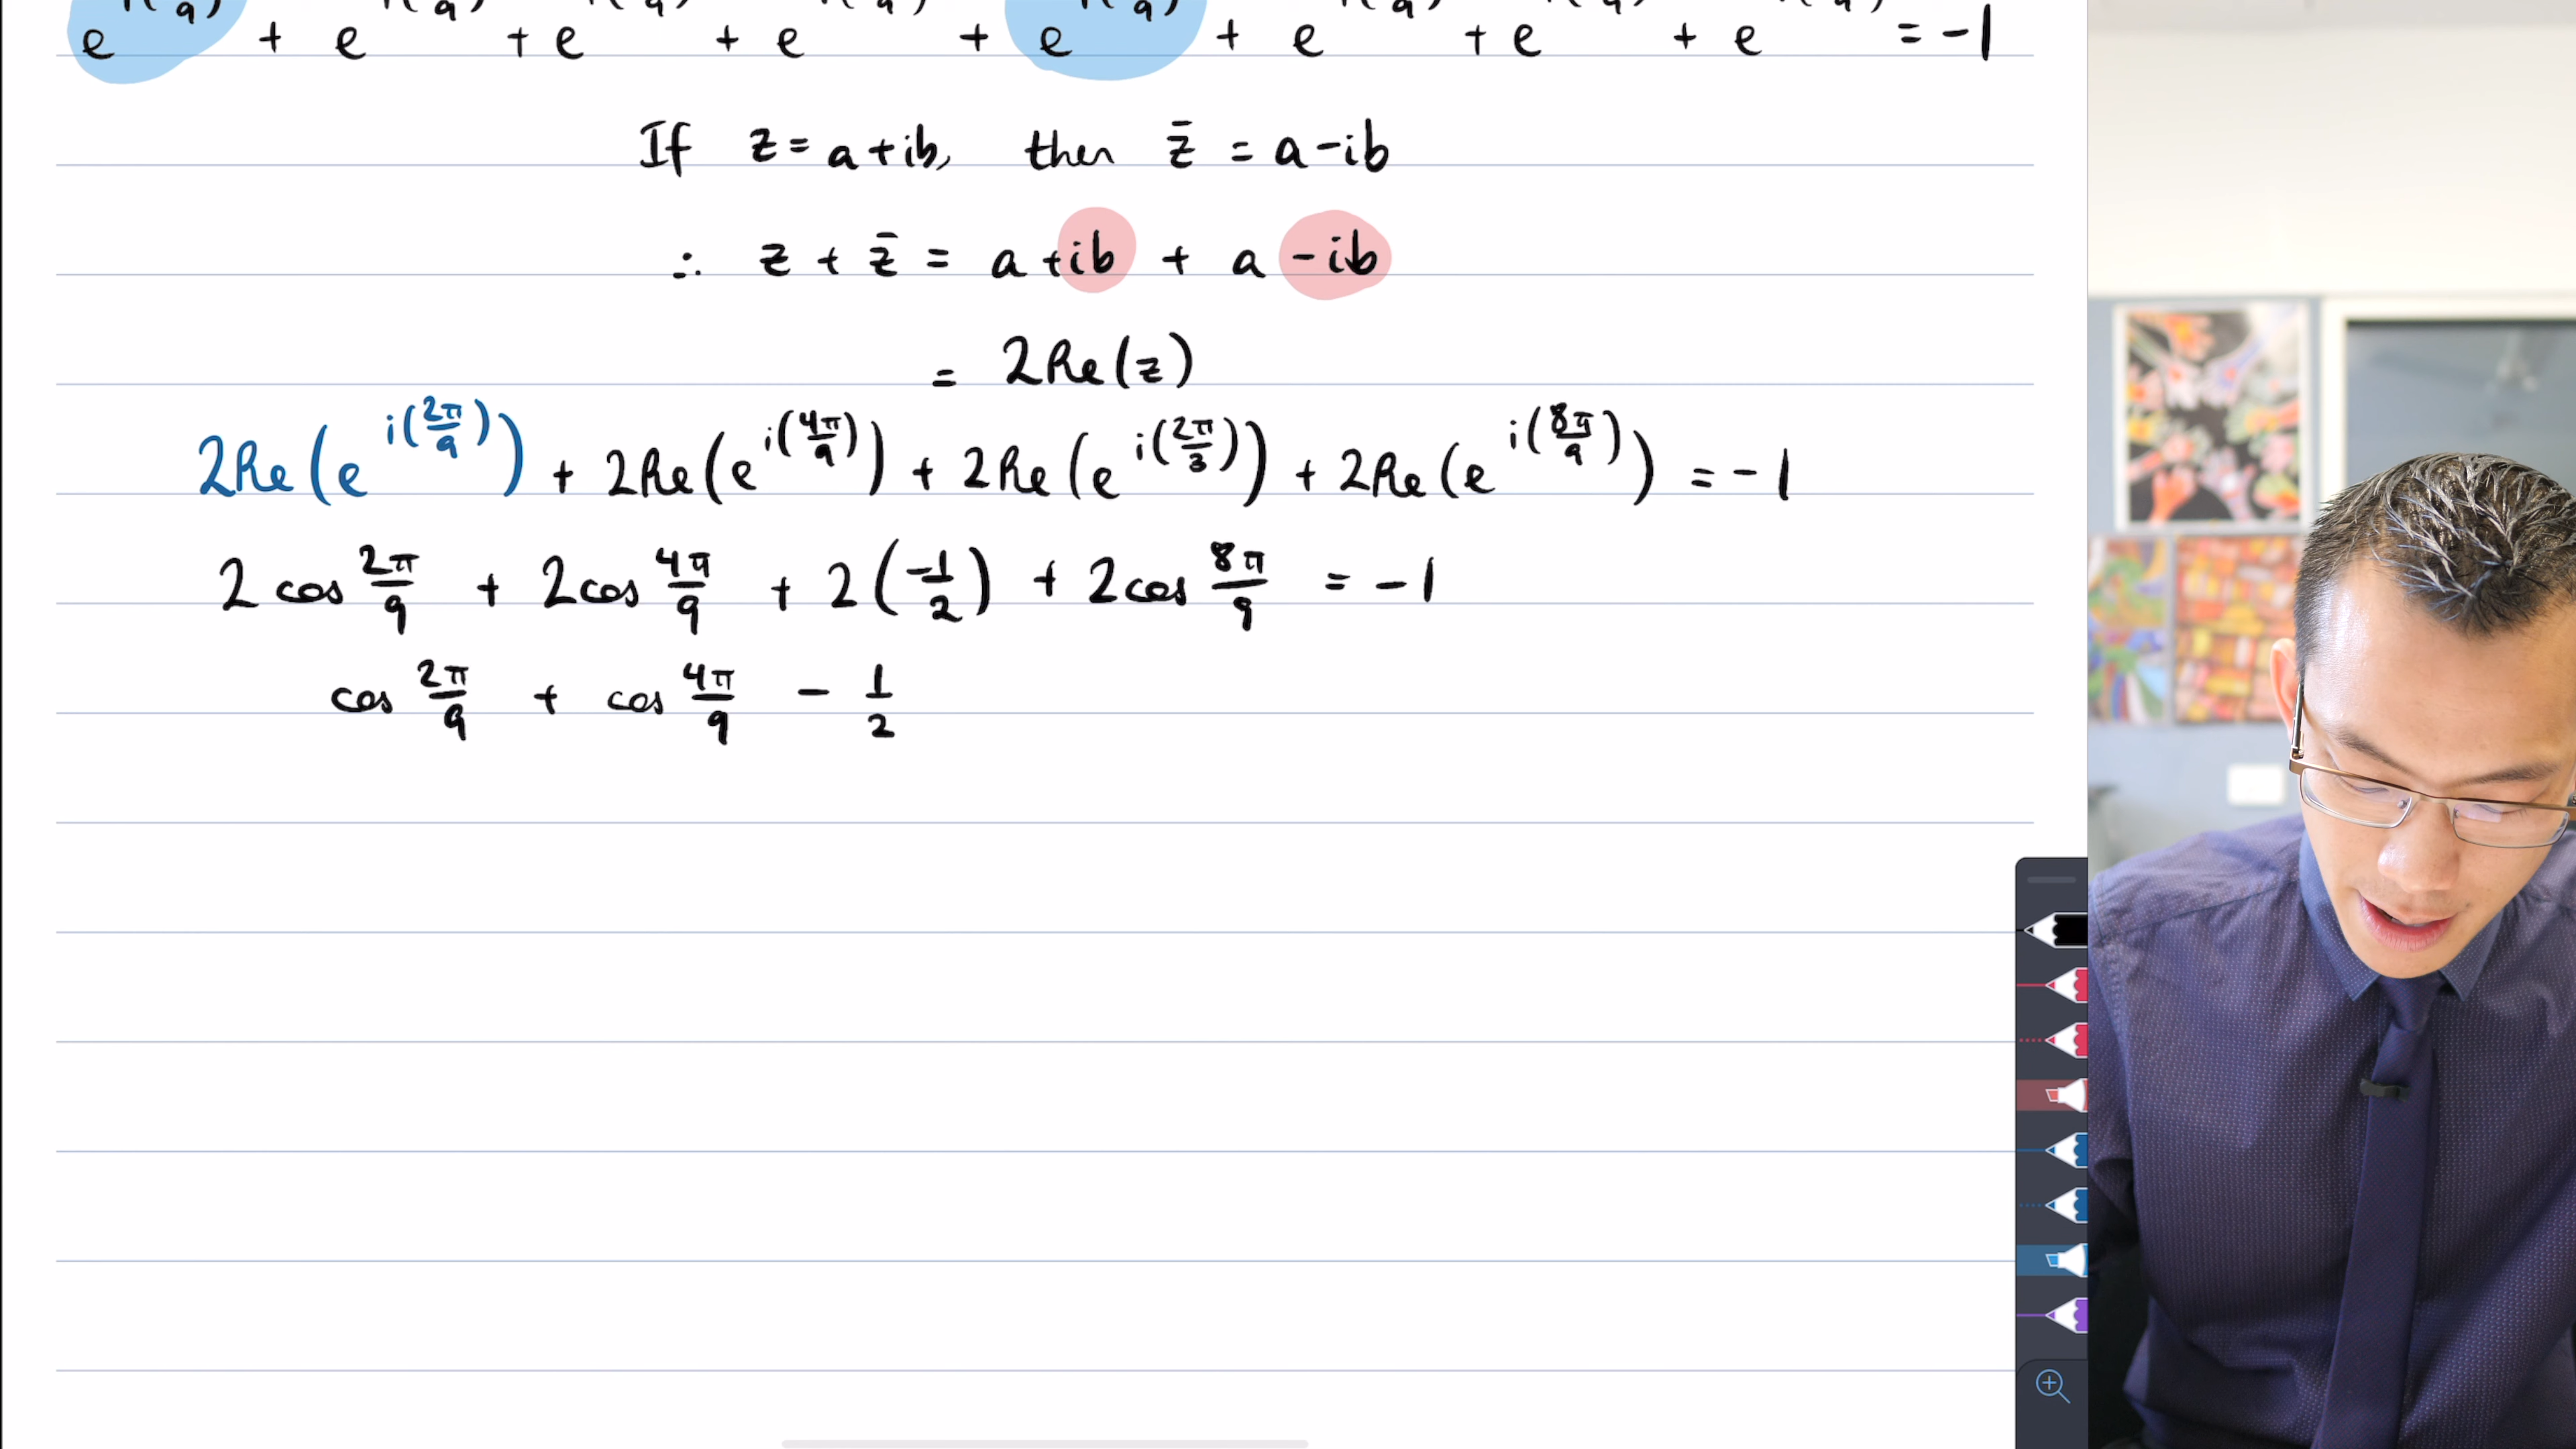 e + e + e + e + e + e + e + e = -1
If z = a + ib, then z̄ = a - ib
∴ z + z̄ = a + ib + a - ib
= 2Re(z)
2Re(e^{i(2π/9)}) + 2Re(e^{i(4π/9)}) + 2Re(e^{i(2π/3)}) + 2Re(e^{i(8π/9)}) = -1
2 cos 2π/9 + 2cos 4π/9 + 2(-1/2) + 2cos 8π/9 = -1
cos 2π/9 + cos 4π/9 - 1/2